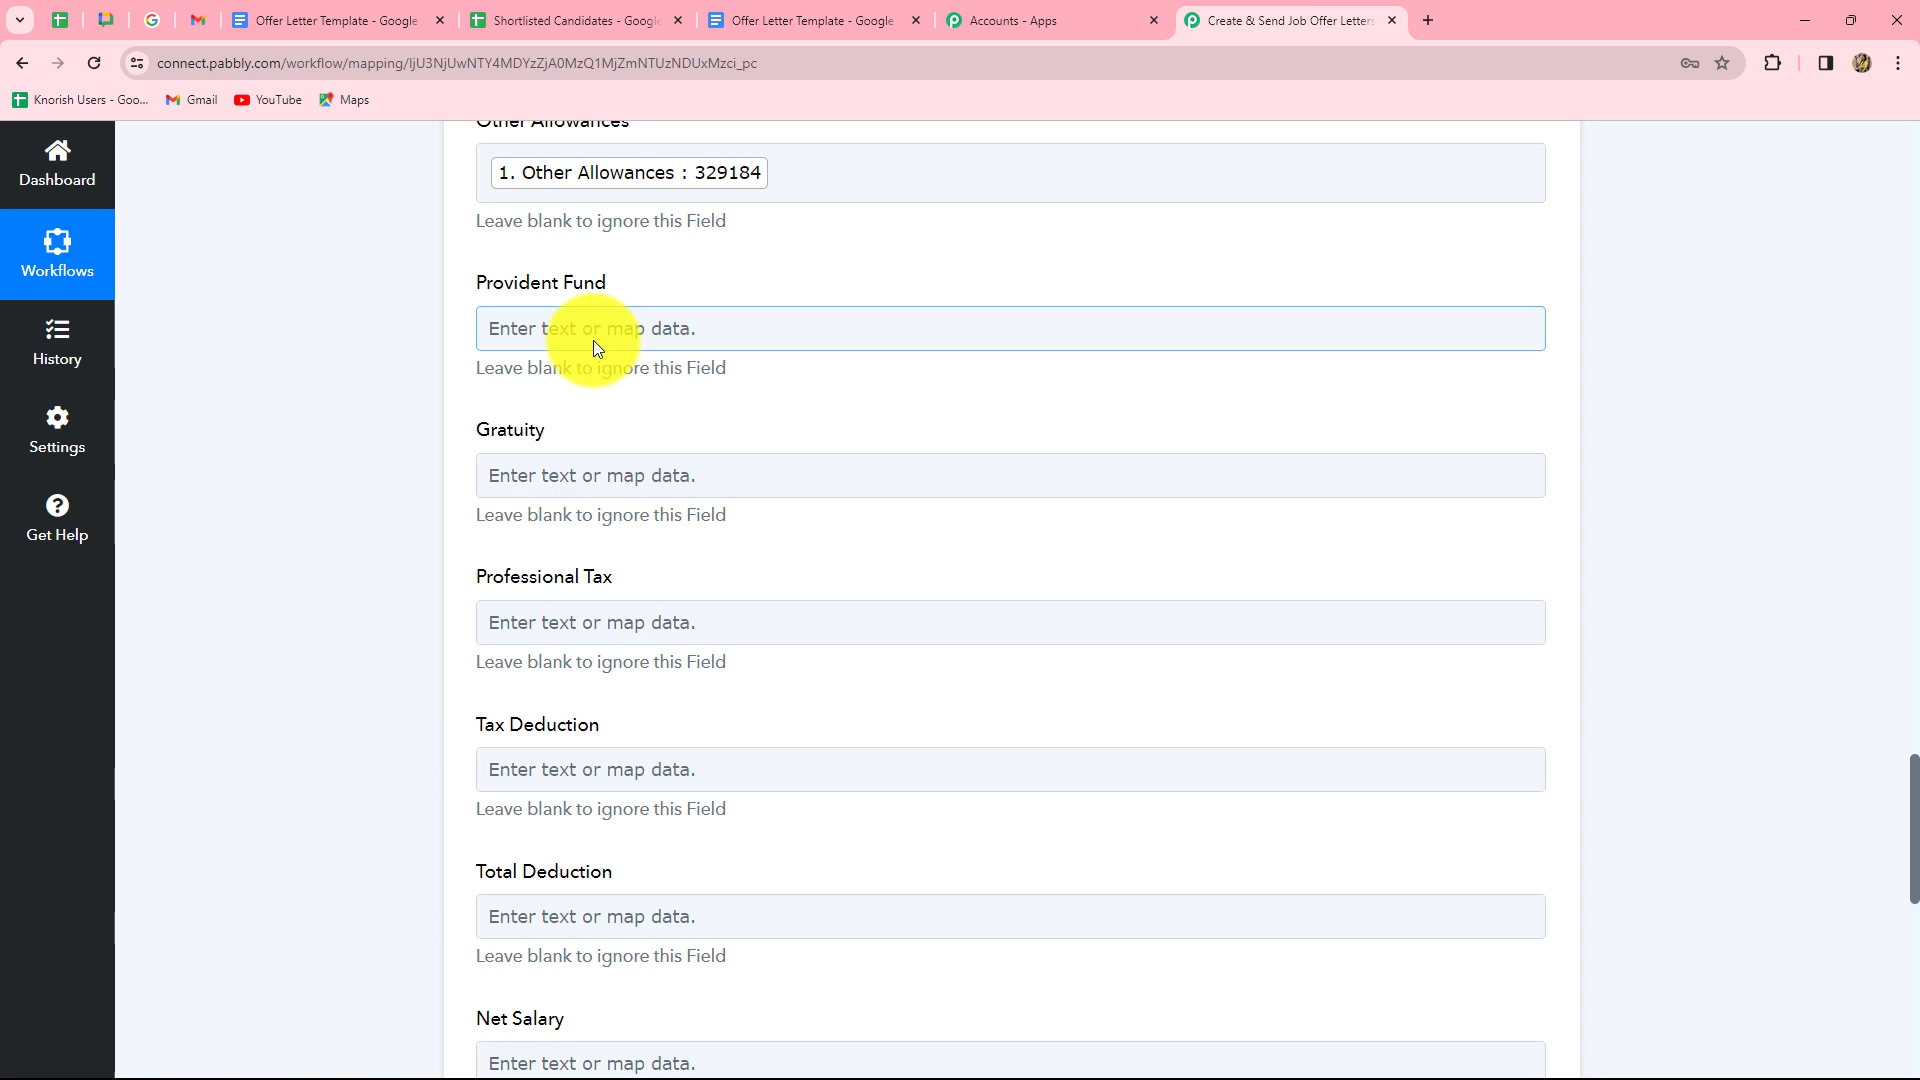 Offer Letter Template - Google
Shortlisted Candidates - Google
Offer Letter Template - Google
Accounts - Apps
Create & Send Job Offer Letters
connect.pabbly.com/workflow/mapping/IjU3NjUwNTY4MDYzZjA0MzQ1MjZmNTUzNDUxMzci_pc
Knorish Users - Goo...
Gmail
YouTube
Maps
Dashboard
Workflows
History
Settings
Get Help
Other Allowances
1. Other Allowances : 329184
Leave blank to ignore this Field
Provident Fund
Enter text or map data.
Leave blank to ignore this Field
Gratuity
Enter text or map data.
Leave blank to ignore this Field
Professional Tax
Enter text or map data.
Leave blank to ignore this Field
Tax Deduction
Enter text or map data.
Leave blank to ignore this Field
Total Deduction
Enter text or map data.
Leave blank to ignore this Field
Net Salary
Enter text or map data.